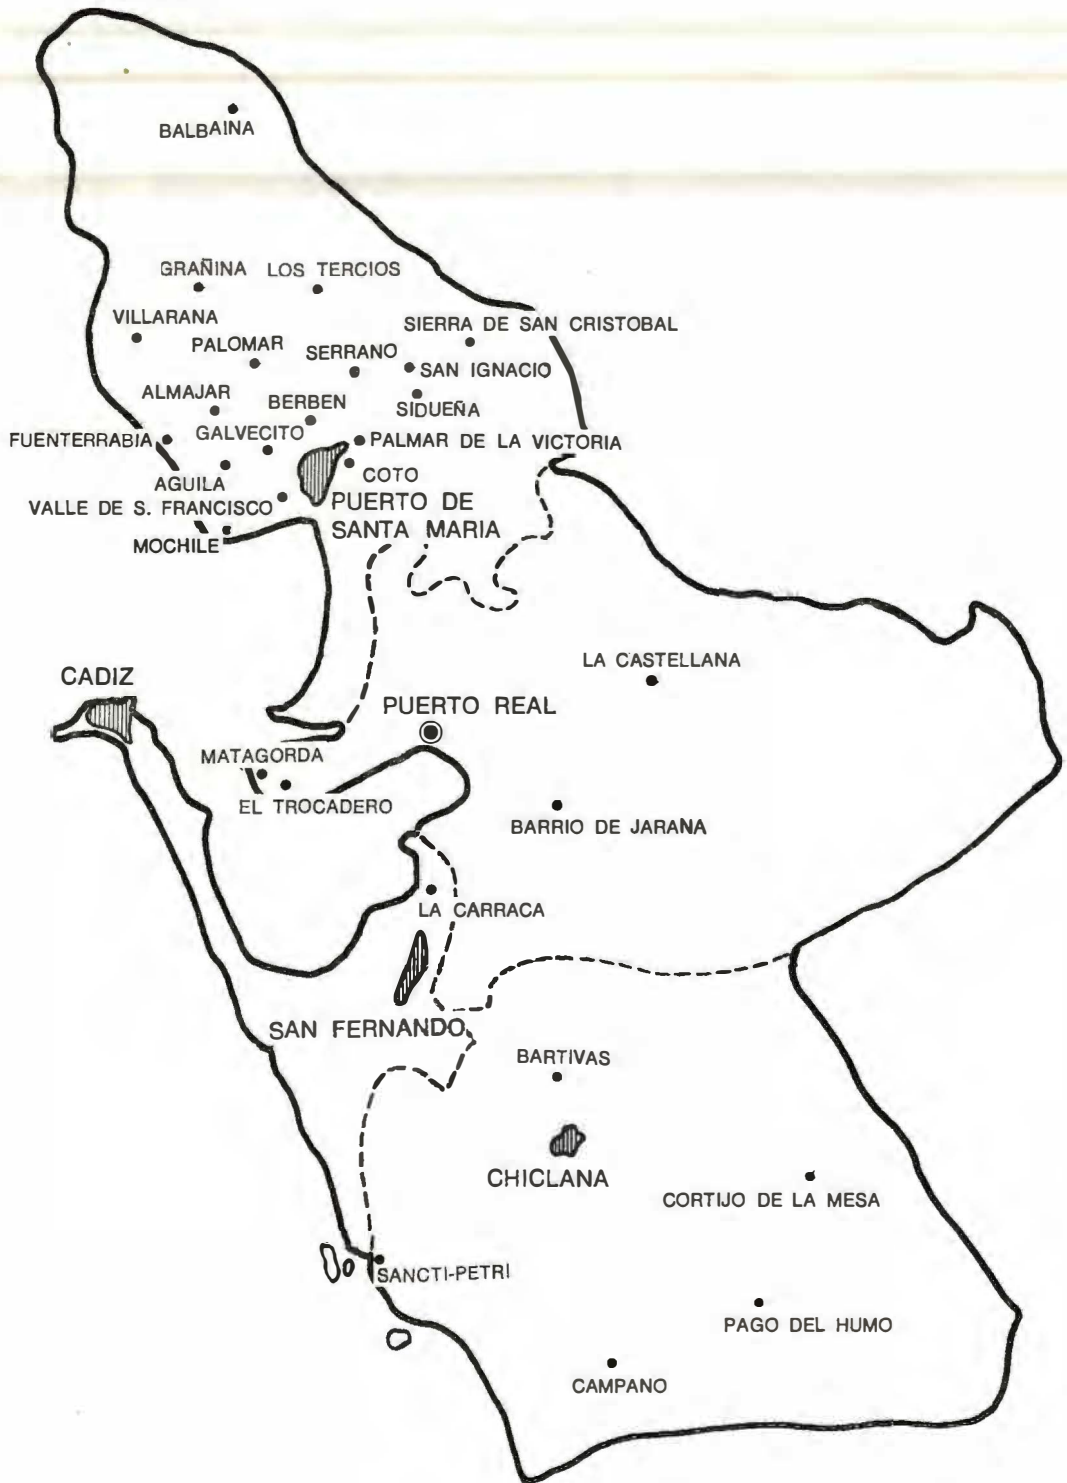 BALBAINA
GRAÑINA
LOS TERCIOS
VILLARANA
SIERRA DE SAN CRISTOBAL
PALOMAR
SERRANO
SAN IGNACIO
ALMAJAR
BERBEN
SIDUEÑA
FUENTERRABIA
GALVECITO
PALMAR DE LA VICTORIA
AGUILA
COTO
VALLE DE S. FRANCISCO
PUERTO DE
SANTA MARIA
MOCHILE
LA CASTELLANA
CADIZ
PUERTO REAL
MATAGORDA
EL TROCADERO
BARRIO DE JARANA
LA CARRACA
SAN FERNANDO
BARTIVAS
CHICLANA
CORTIJO DE LA MESA
SANCTI-PETRI
PAGO DEL HUMO
CAMPANO